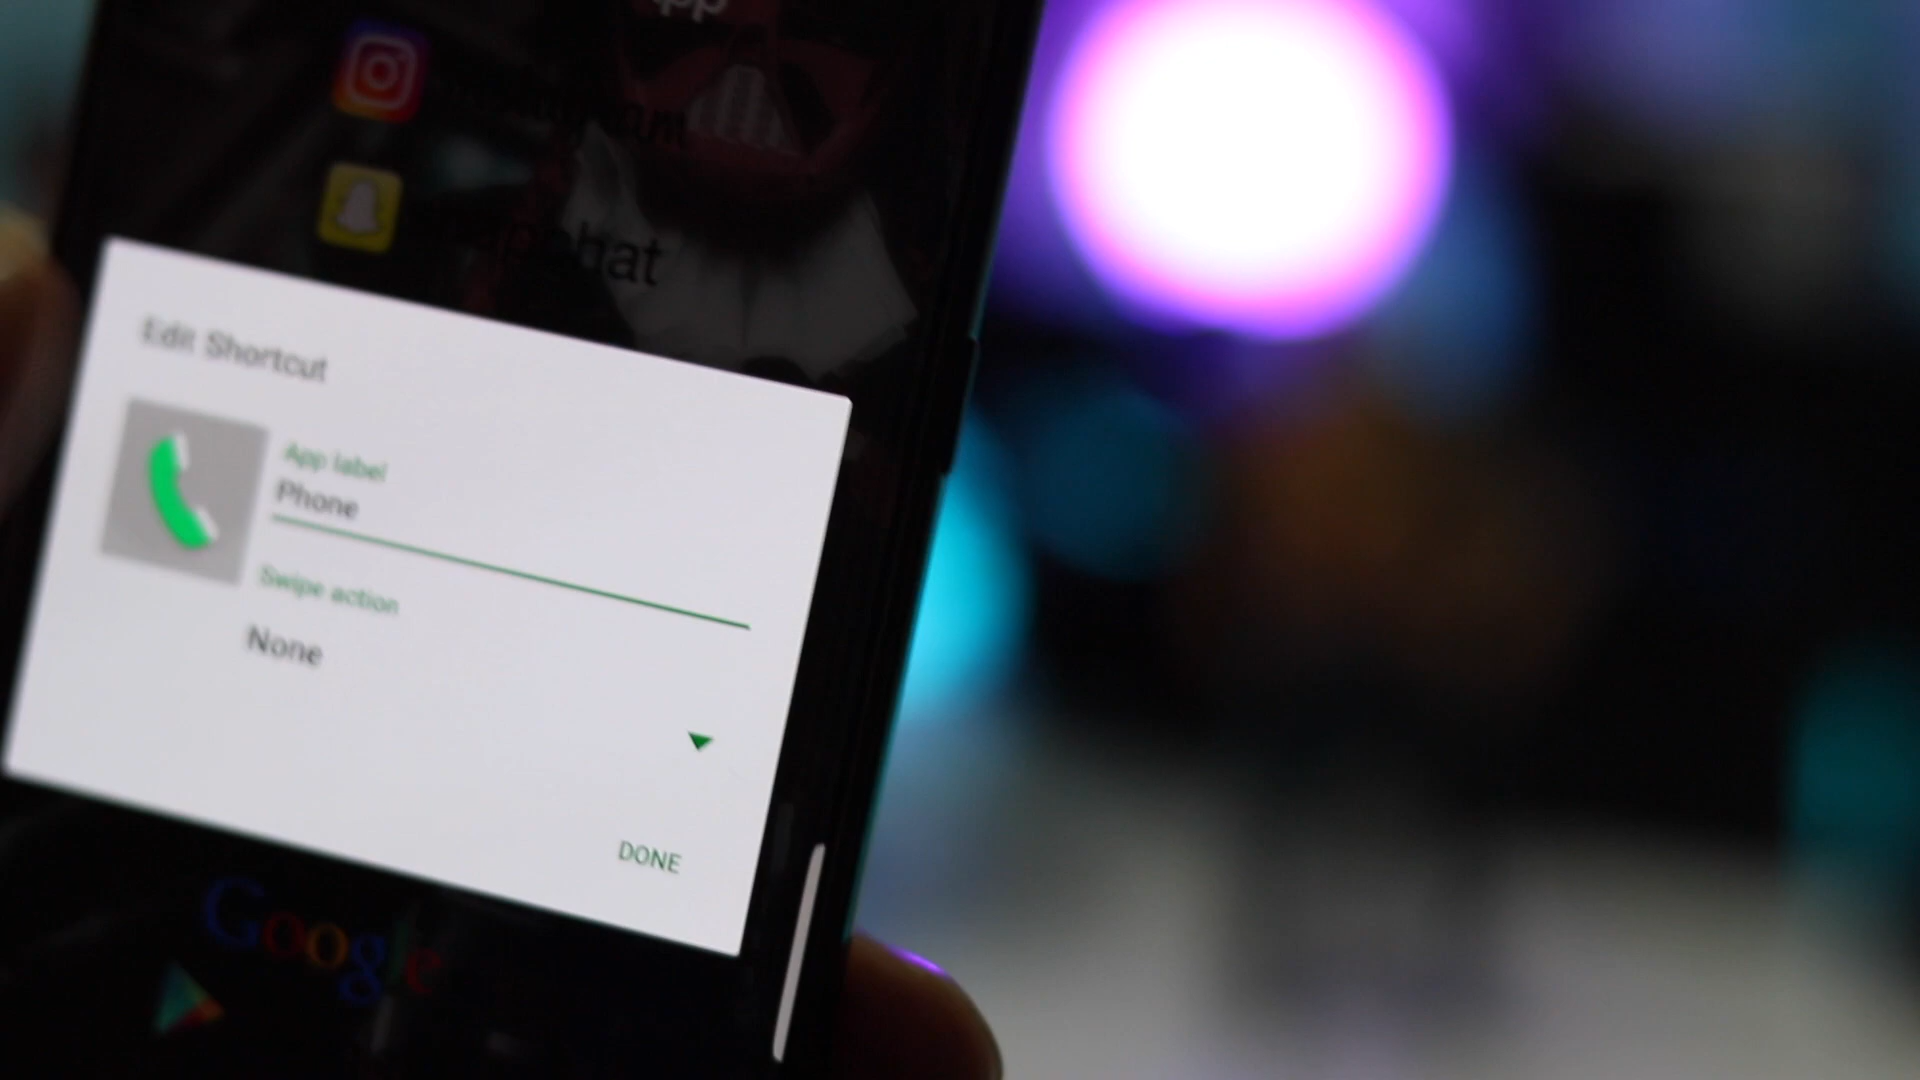 Edit Shortcut
App label
Phone
Swipe action
None
DONE
Google